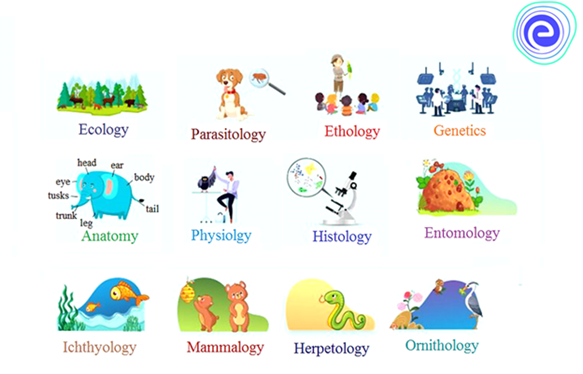 Ecology
Parasitology
Ethology
Genetics
head
ear
eye
body
tusks
trunk
leg
tail
Anatomy
Physiolgy
Histology
Entomology
Ichthyology
Mammalogy
Herpetology
Ornithology